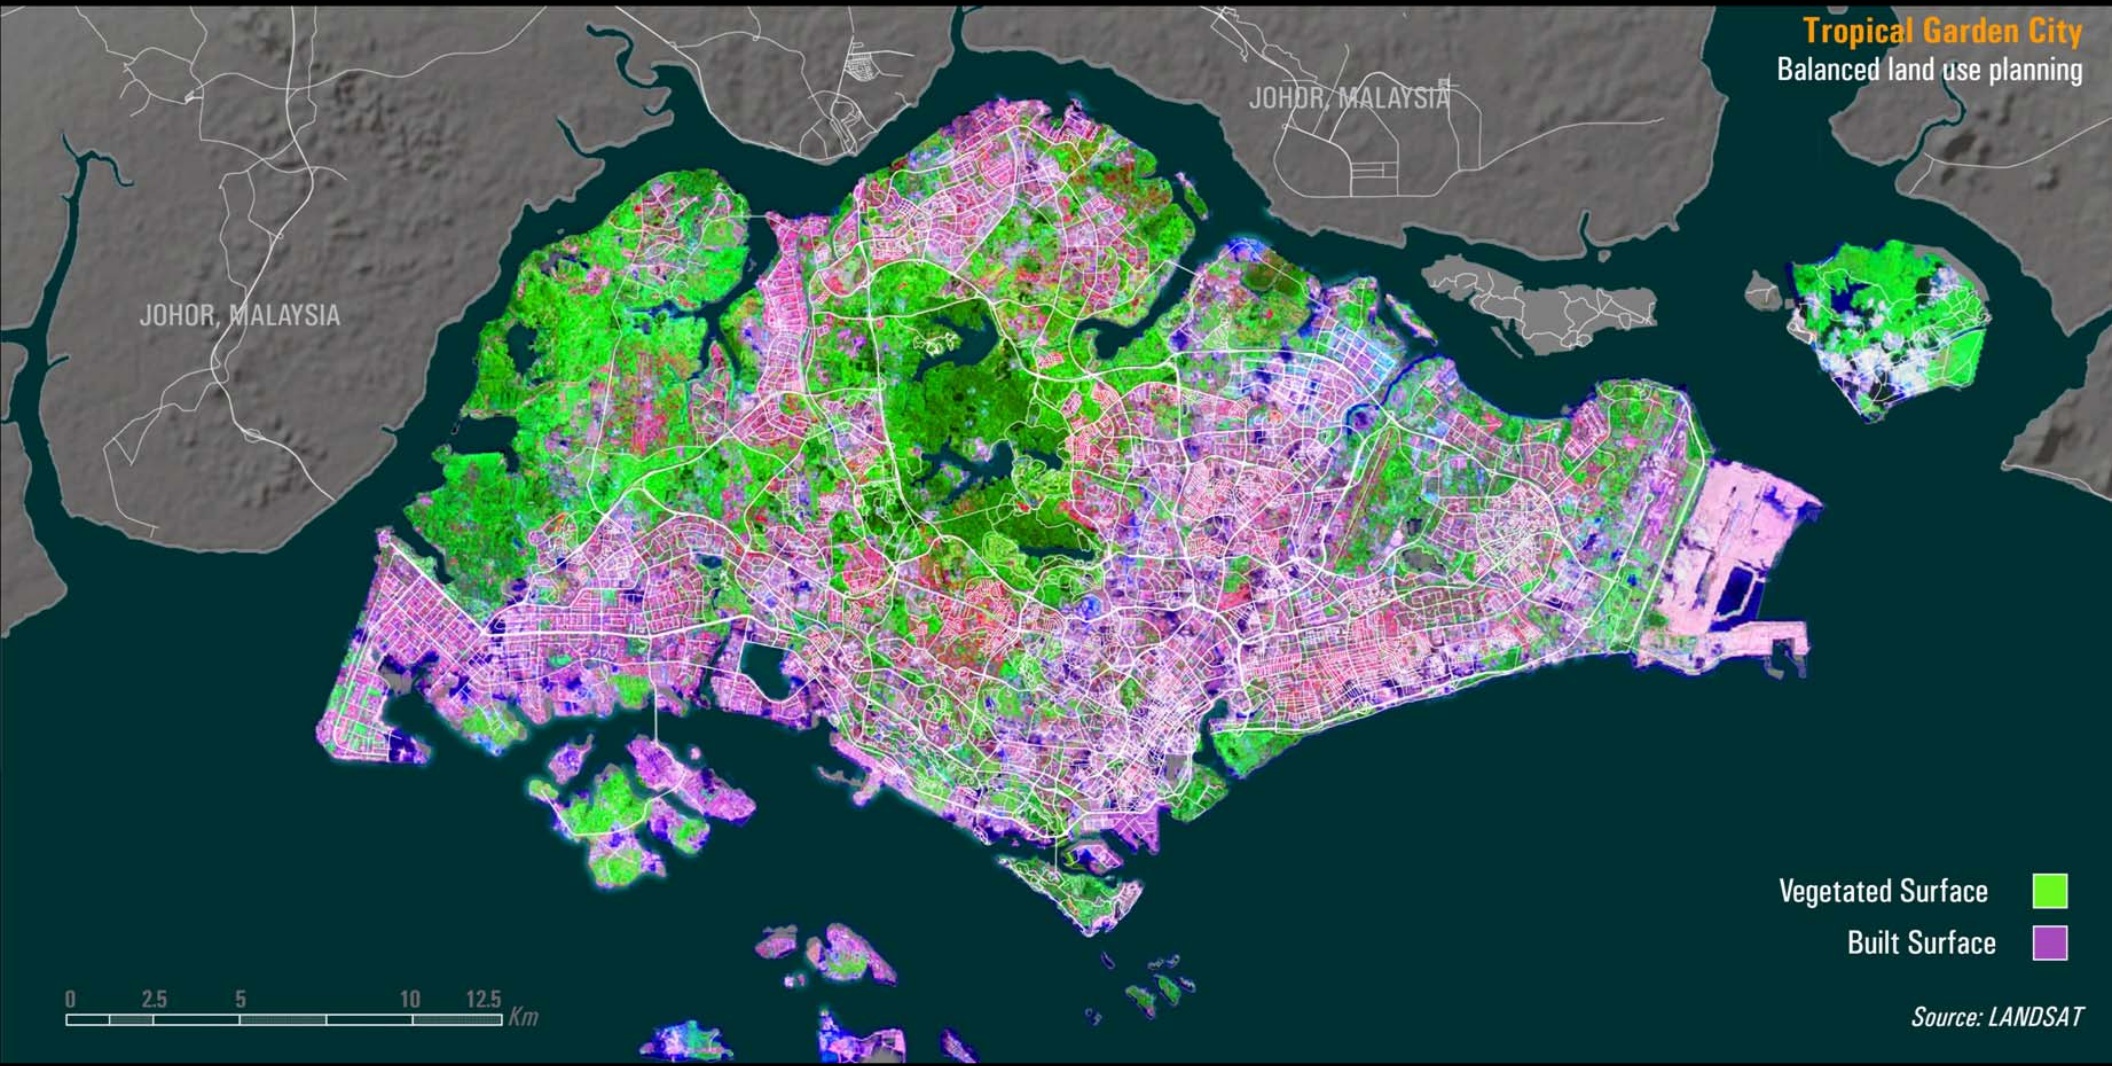 Tropical Garden City
Balanced land use planning
JOHOR, MALAYSIA
JOHOR, MALAYSIA
Vegetated Surface
Built Surface
0 2.5 5 10 12.5 Km
Source: LANDSAT